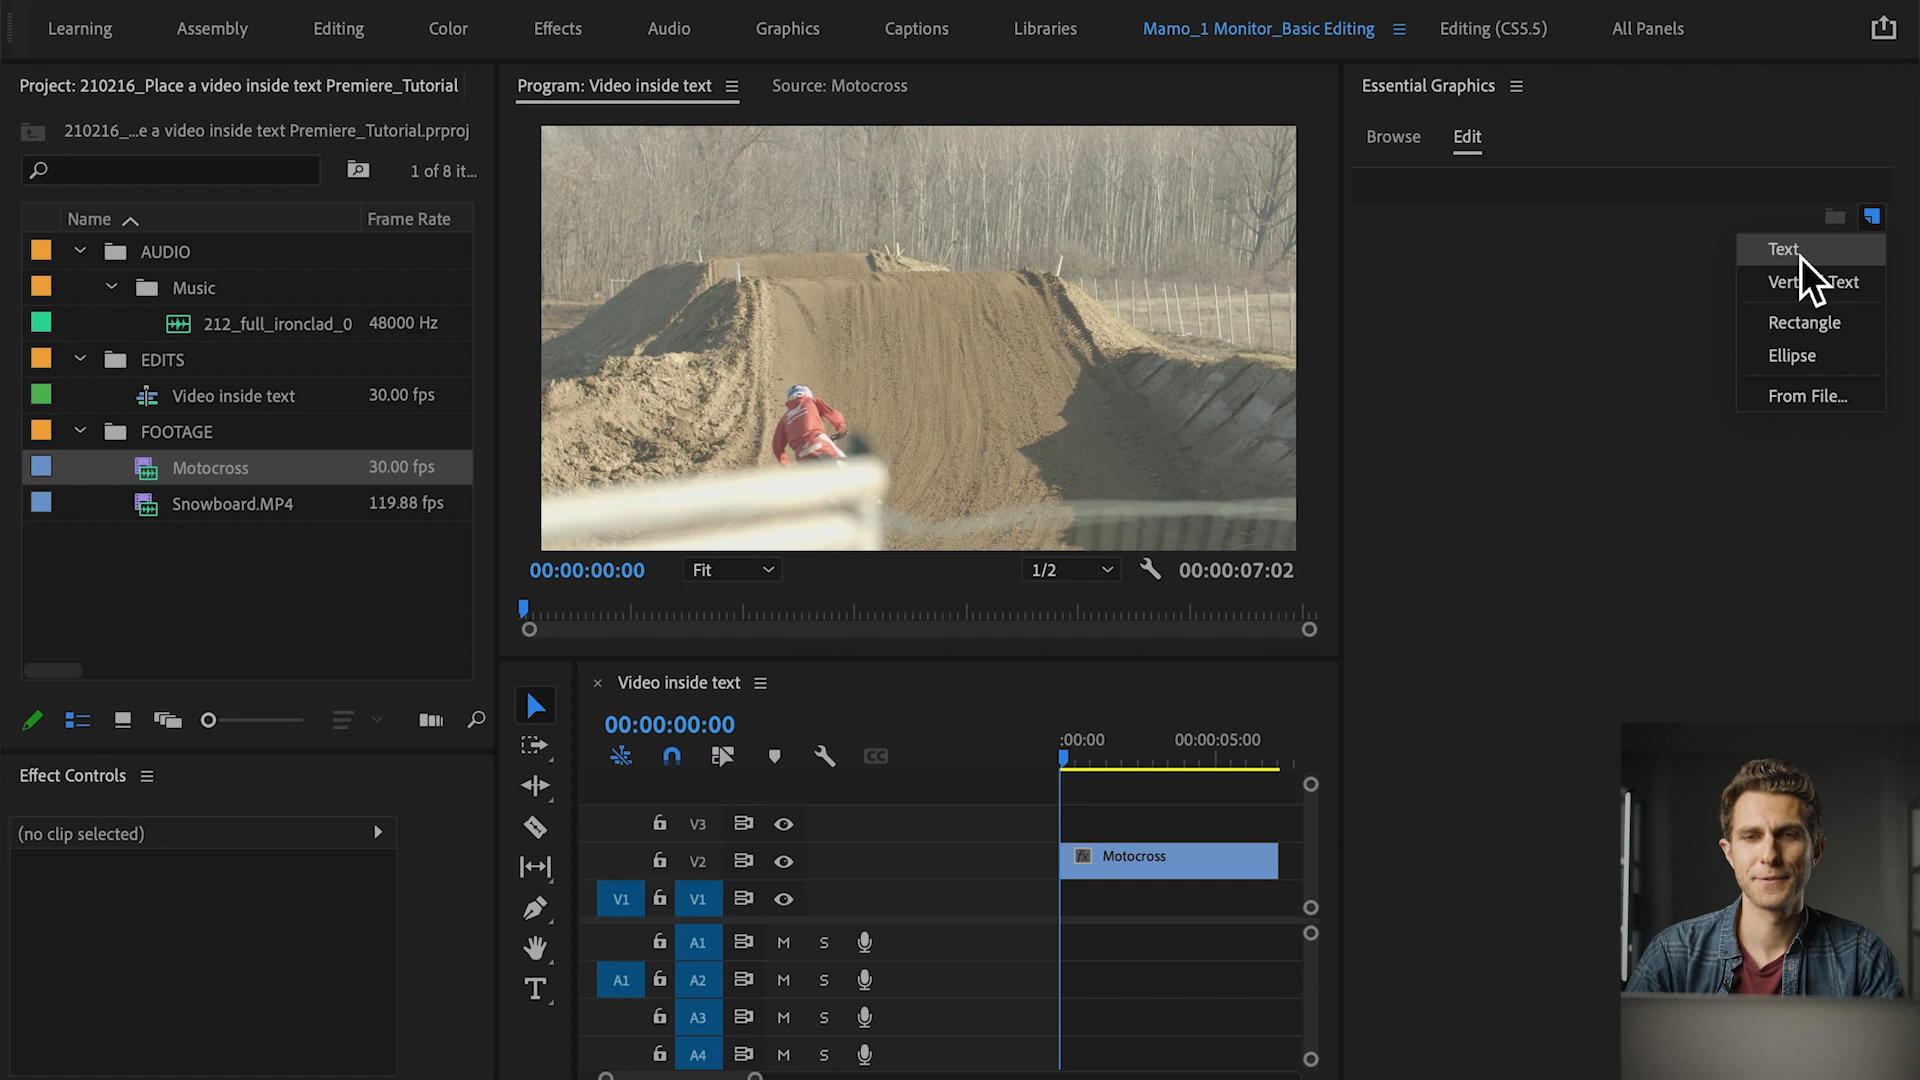 Learning Assembly Editing Color Effects Audio Graphics Captions Libraries Mamo_1 Monitor_Basic Editing Editing (CS5.5) All Panels
Project: 210216_Place a video inside text Premiere_Tutorial
210216_...e a video inside text Premiere_Tutorial.prproj
1 of 8 it...
Name Frame Rate
AUDIO
Music
212_full_ironclad_0 48000 Hz
EDITS
Video inside text 30.00 fps
FOOTAGE
Motocross 30.00 fps
Snowboard.MP4 119.88 fps
Effect Controls
(no clip selected)
Program: Video inside text Source: Motocross
00:00:00:00 Fit 1/2 00:00:07:02
Video inside text
00:00:00:00
:00:00 00:00:05:00
CC
V3
V2 fx Motocross
V1 V1
A1 M S
A1 A2 M S
A3 M S
A4 M S
Essential Graphics
Browse Edit
Text
Vert Text
Rectangle
Ellipse
From File...